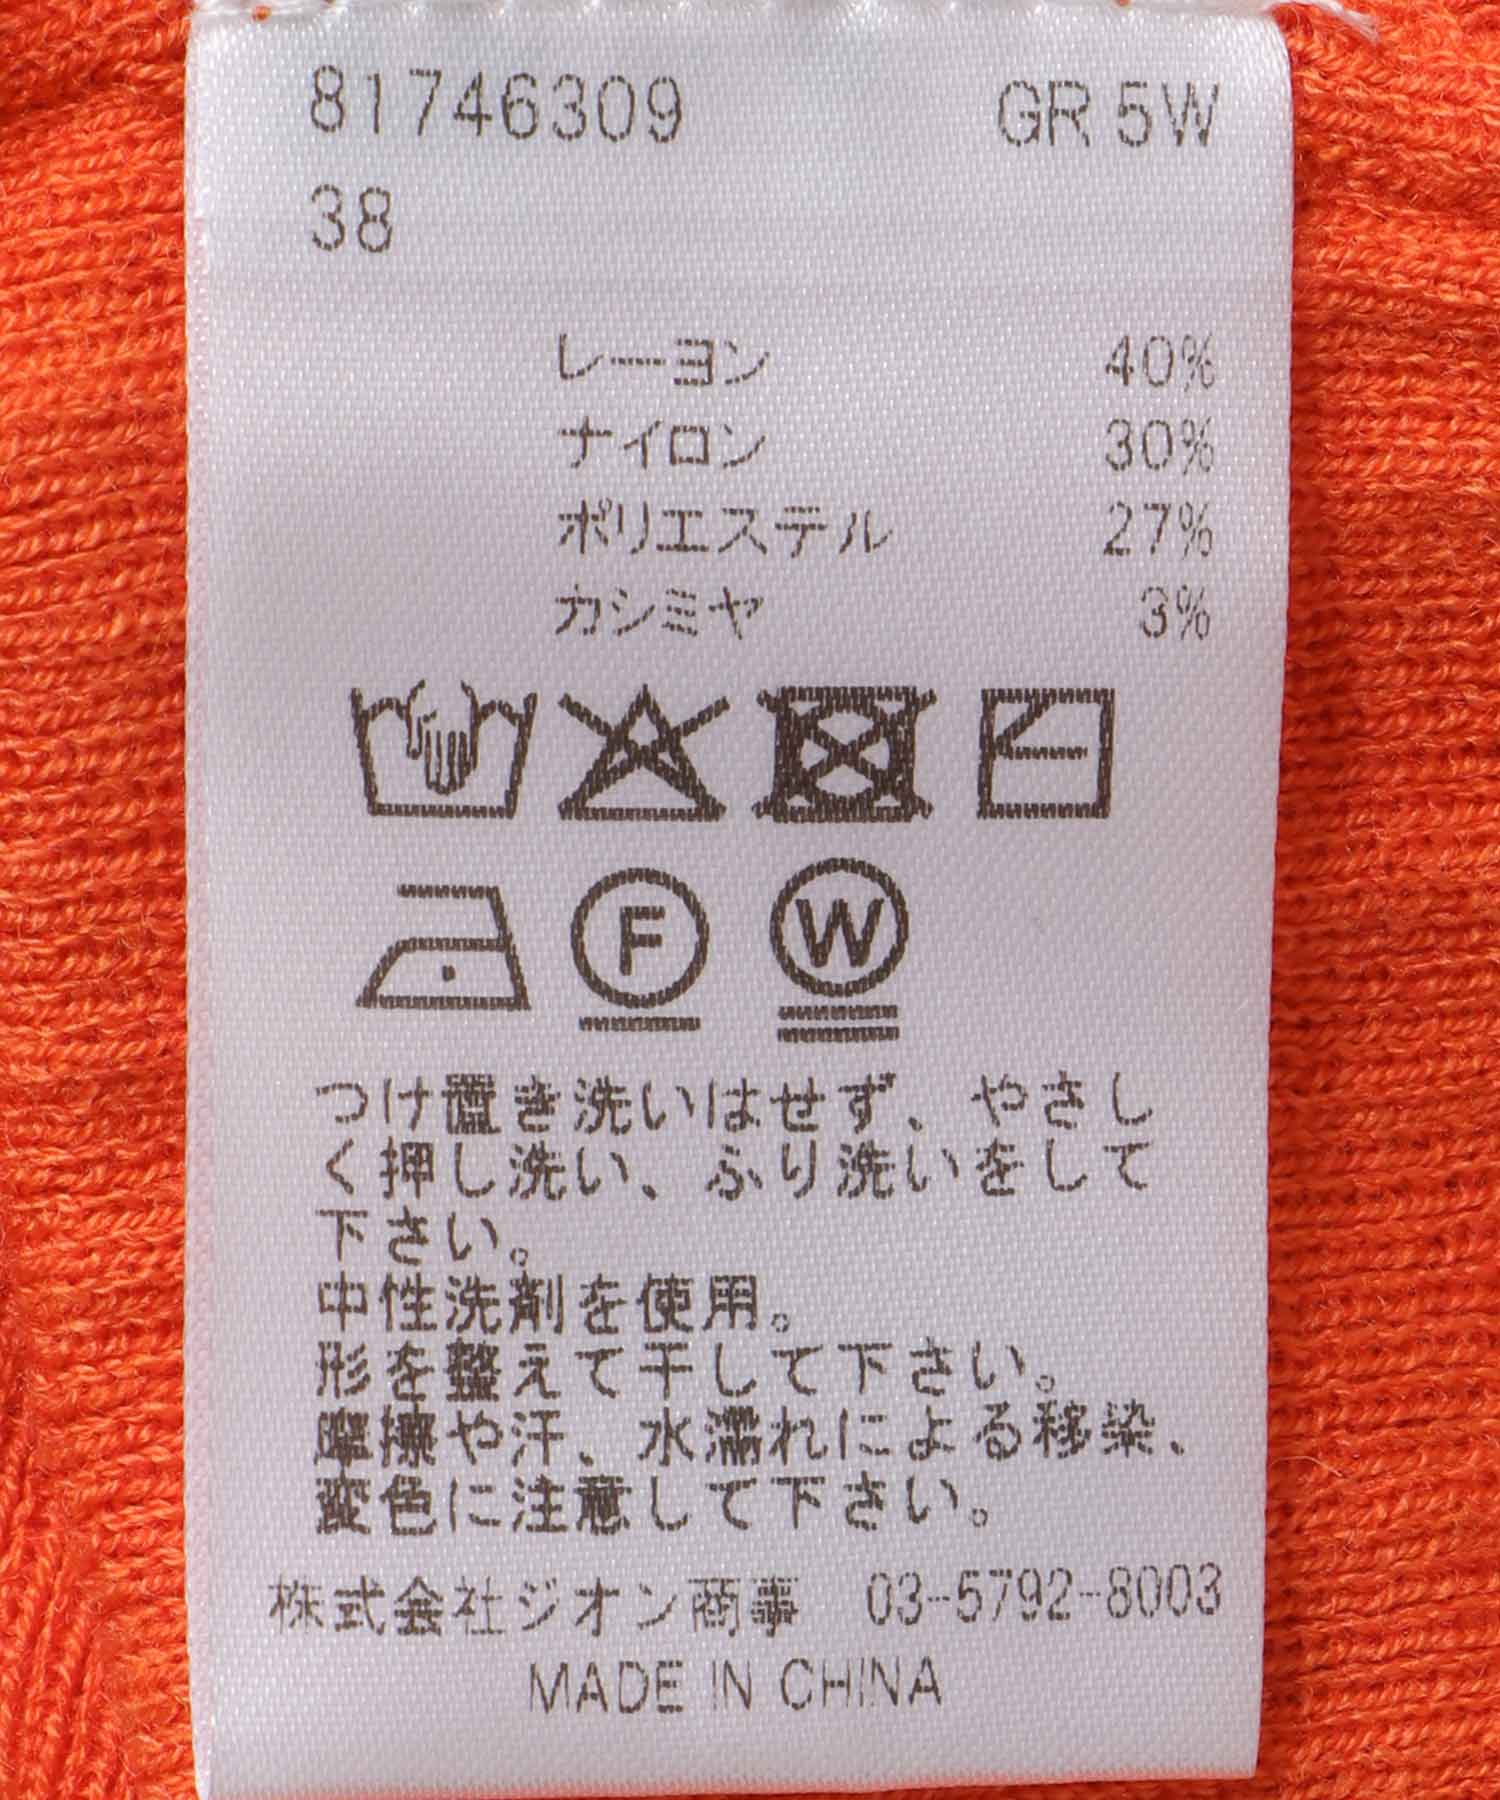 81746309 GR 5W
38
レーヨン 40%
ナイロン 30%
ポリエステル 27%
カシミヤ 3%
F W
つけ置き洗いはせず、やさし
く押し洗い、ふり洗いをして
下さい。
中性洗剤を使用。
形を整えて干して下さい。
摩擦や汗、水濡れによる移染、
変色に注意して下さい。
株式会社ジオン商事 03-5792-8003
MADE IN CHINA